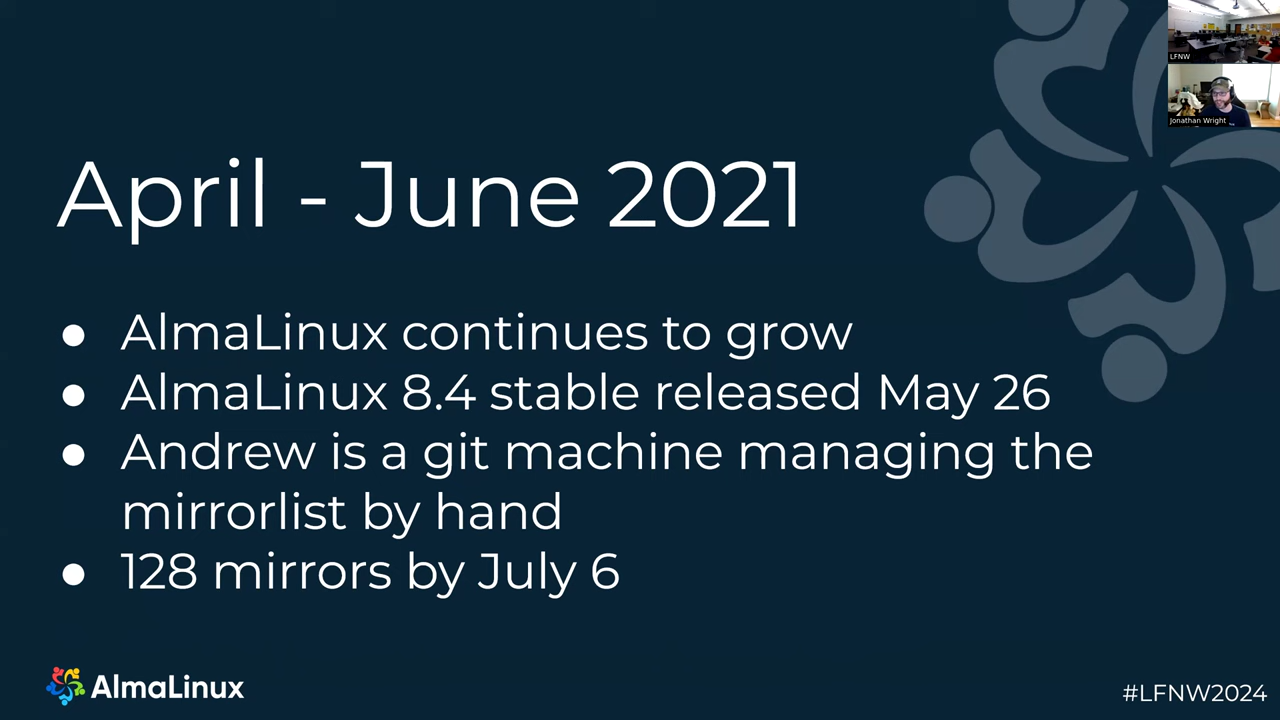 LFNW
Jonathan Wright
April - June 2021
● AlmaLinux continues to grow
● AlmaLinux 8.4 stable released May 26
● Andrew is a git machine managing the
mirrorlist by hand
● 128 mirrors by July 6
AlmaLinux
#LFNW2024